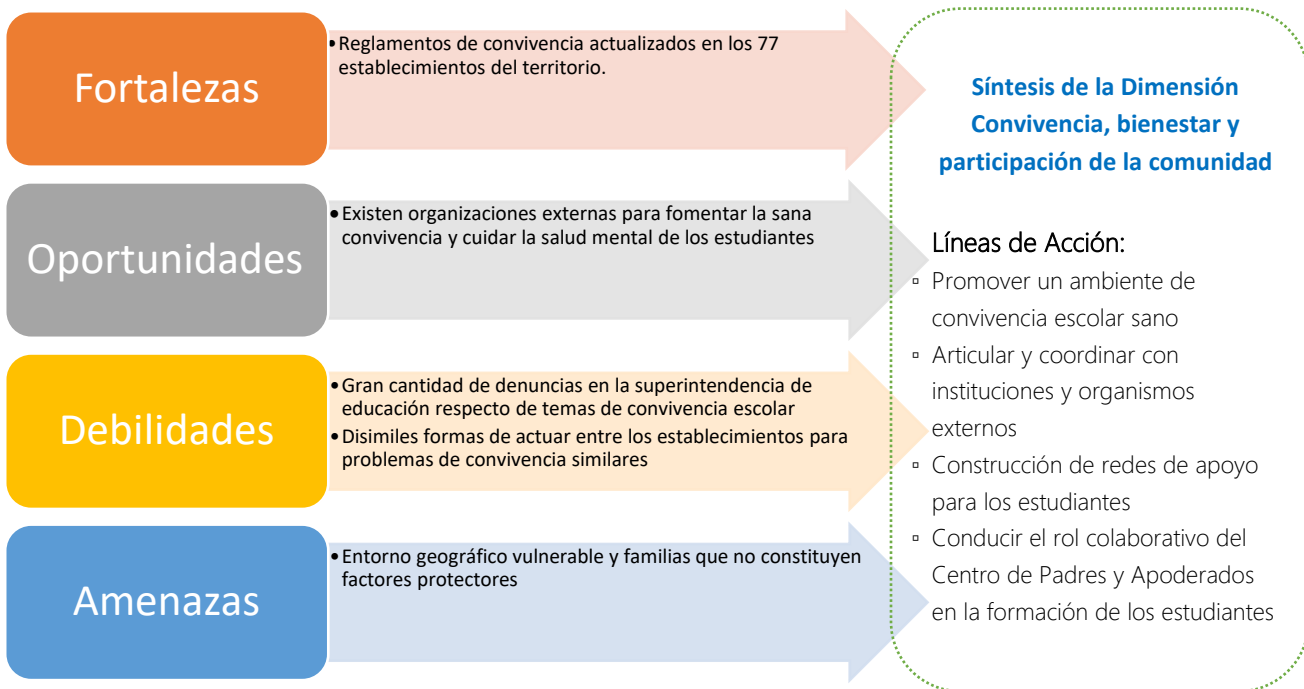 Fortalezas
•Reglamentos de convivencia actualizados en los 77
establecimientos del territorio.
Oportunidades
•Existen organizaciones externas para fomentar la sana
convivencia y cuidar la salud mental de los estudiantes
Debilidades
•Gran cantidad de denuncias en la superintendencia de
educación respecto de temas de convivencia escolar
•Disimiles formas de actuar entre los establecimientos para
problemas de convivencia similares
Amenazas
•Entorno geográfico vulnerable y familias que no constituyen
factores protectores
Síntesis de la Dimensión
Convivencia, bienestar y
participación de la comunidad
Líneas de Acción:
▫ Promover un ambiente de
convivencia escolar sano
▫ Articular y coordinar con
instituciones y organismos
externos
▫ Construcción de redes de apoyo
para los estudiantes
▫ Conducir el rol colaborativo del
Centro de Padres y Apoderados
en la formación de los estudiantes